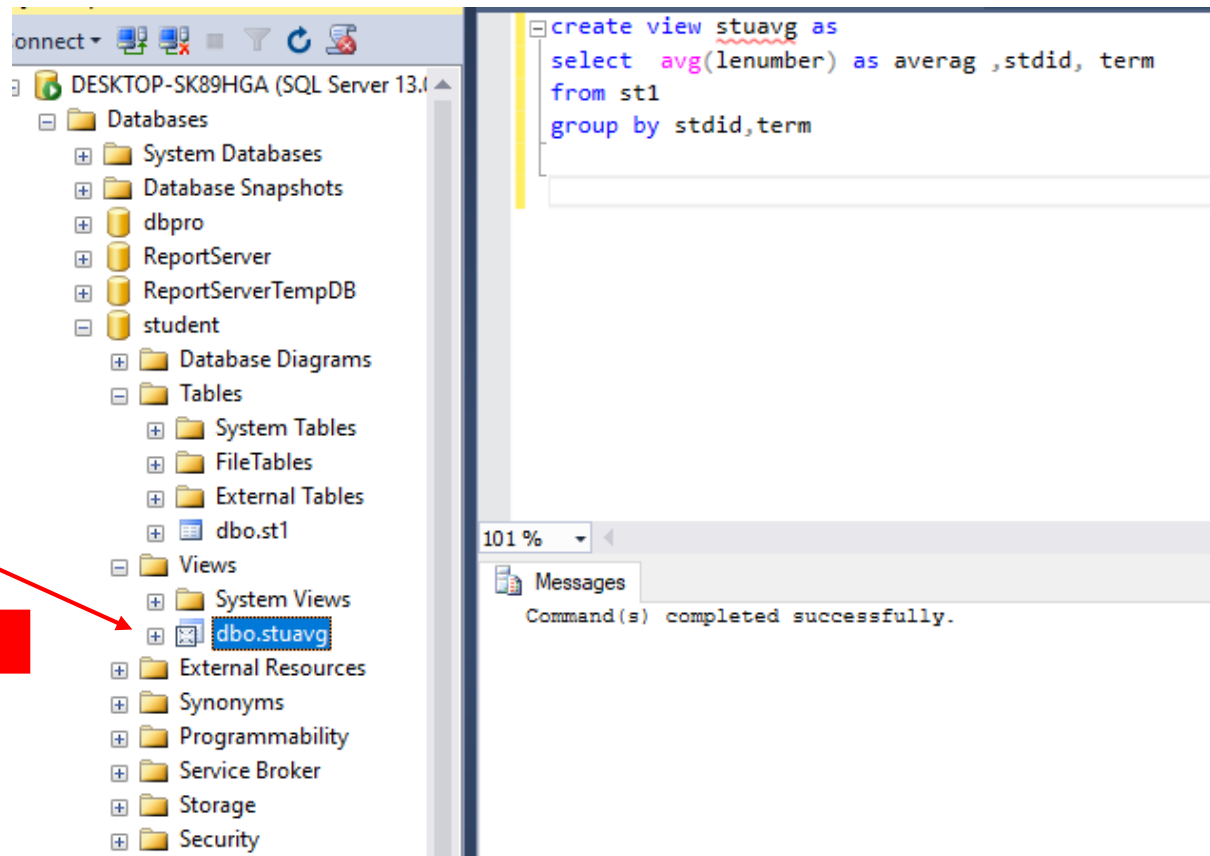 onnect
DESKTOP-SK89HGA (SQL Server 13.
Databases
System Databases
Database Snapshots
dbpro
ReportServer
ReportServerTempDB
student
Database Diagrams
Tables
System Tables
FileTables
External Tables
dbo.st1
Views
System Views
dbo.stuavg
External Resources
Synonyms
Programmability
Service Broker
Storage
Security
create view stuavg as
select  avg(lenumber) as averag ,stdid, term
from st1
group by stdid,term
101 %
Messages
Command(s) completed successfully.